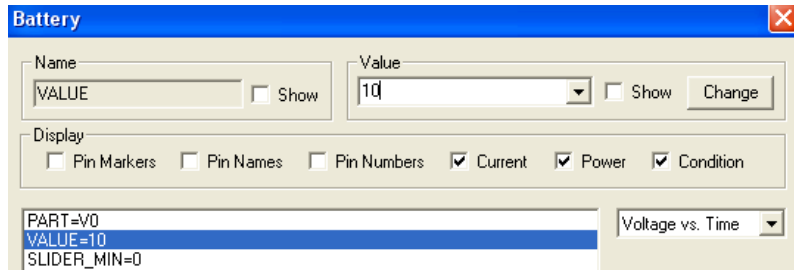 Battery
Name
Value
VALUE
Show
10
Show
Change
Display
Pin Markers
Pin Names
Pin Numbers
Current
Power
Condition
PART=V0
Voltage vs. Time
VALUE=10
SLIDER_MIN=0